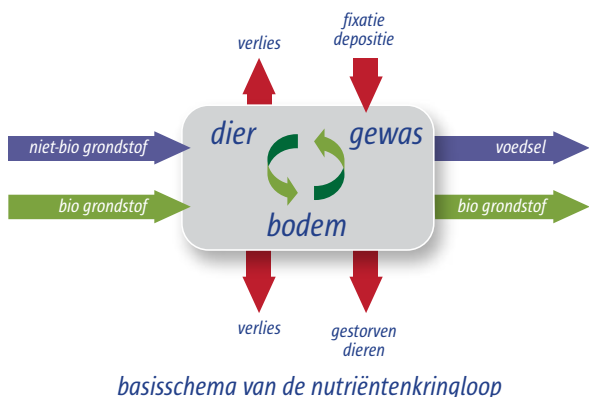 verlies
fixatie
depositie
dier
gewas
niet-bio grondstof
voedsel
bio grondstof
bio grondstof
bodem
verlies
gestorven
dieren
basisschema van de nutriëntenkringloop